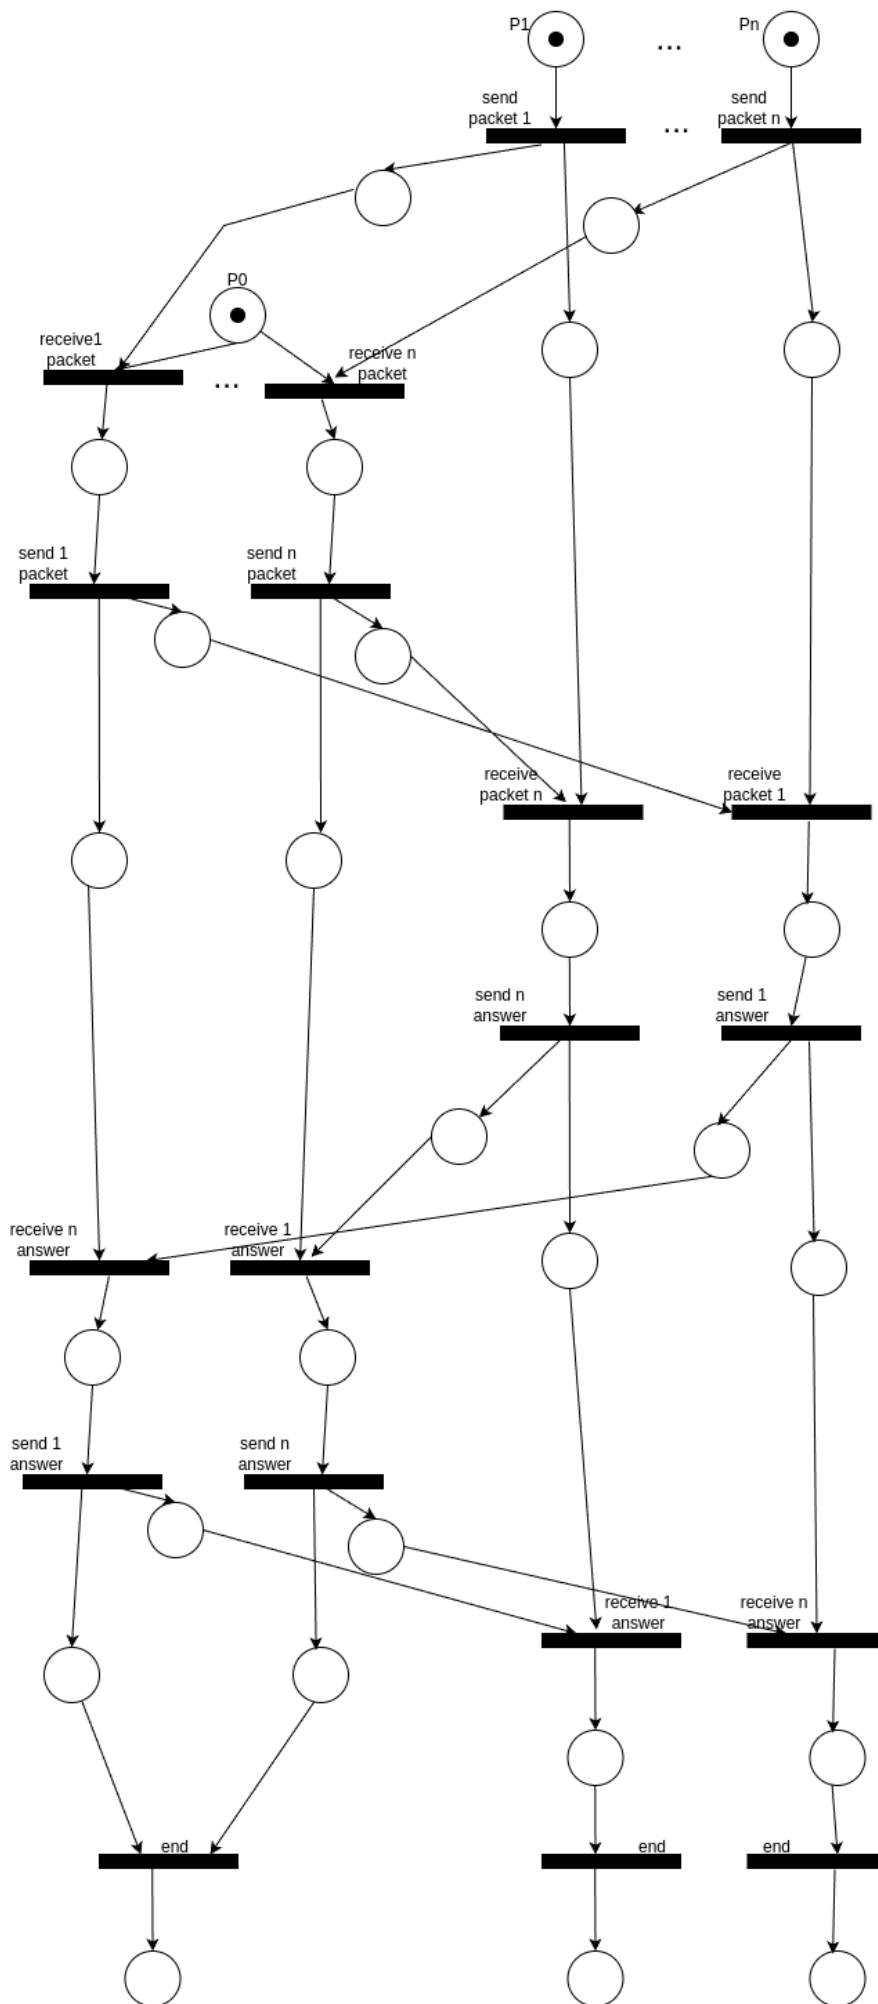 P1
...
Pn
send
packet 1
...
send
packet n
P0
receive1
packet
...
receive n
packet
send 1
packet
send n
packet
receive
packet n
receive
packet 1
send n
answer
send 1
answer
receive n
answer
receive 1
answer
send 1
answer
send n
answer
receive 1
answer
receive n
answer
end
end
end